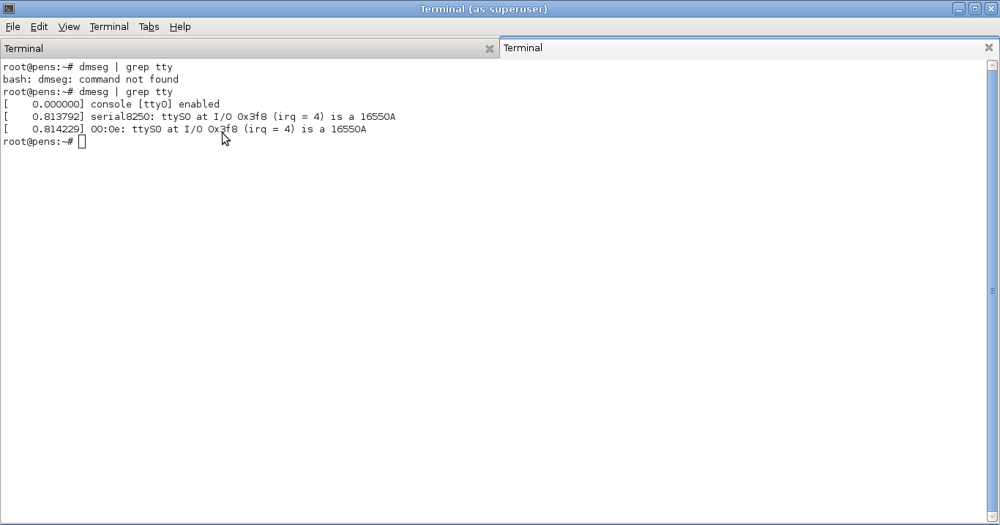 Terminal (as superuser)
File Edit View Terminal Tabs Help
Terminal Terminal
root@pens:~# dmseg | grep tty
bash: dmseg: command not found
root@pens:~# dmesg | grep tty
[    0.000000] console [tty0] enabled
[    0.813792] serial8250: ttyS0 at I/O 0x3f8 (irq = 4) is a 16550A
[    0.814229] 00:0e: ttyS0 at I/O 0x3f8 (irq = 4) is a 16550A
root@pens:~#